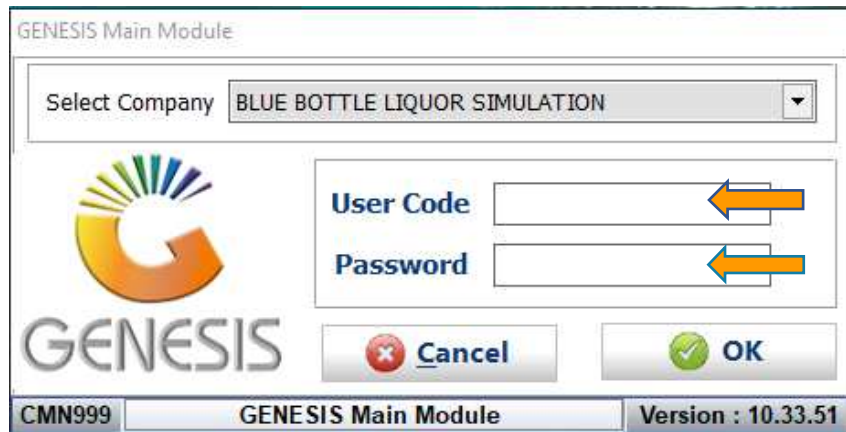 GENESIS Main Module
Select Company BLUE BOTTLE LIQUOR SIMULATION
User Code
Password
GENESIS
Cancel OK
CMN999 GENESIS Main Module Version : 10.33.51